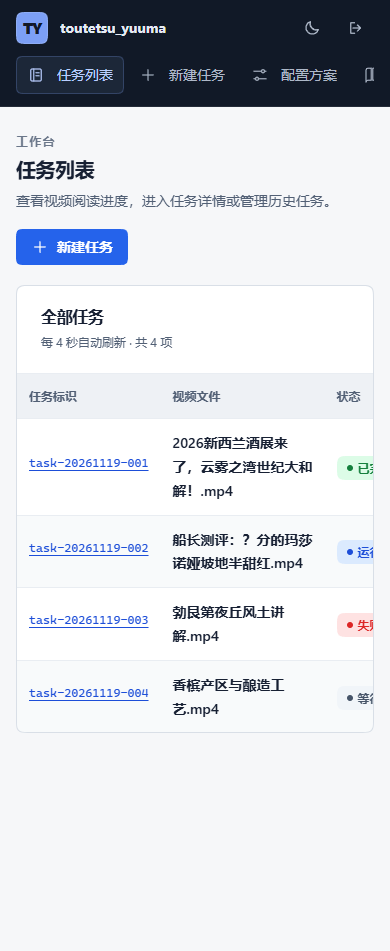 TY
toutetsu_yuuma
任务列表
新建任务
配置方案
工作台
任务列表
查看视频阅读进度，进入任务详情或管理历史任务。
新建任务
全部任务
每 4 秒自动刷新 · 共 4 项
任务标识
视频文件
状态
task-20261119-001
2026新西兰酒展来
了，云雾之湾世纪大和
解！.mp4
已
task-20261119-002
船长测评：？分的玛莎
诺娅坡地半甜红.mp4
运
task-20261119-003
勃艮第夜丘风土讲
解.mp4
失
task-20261119-004
香槟产区与酿造工
艺.mp4
等